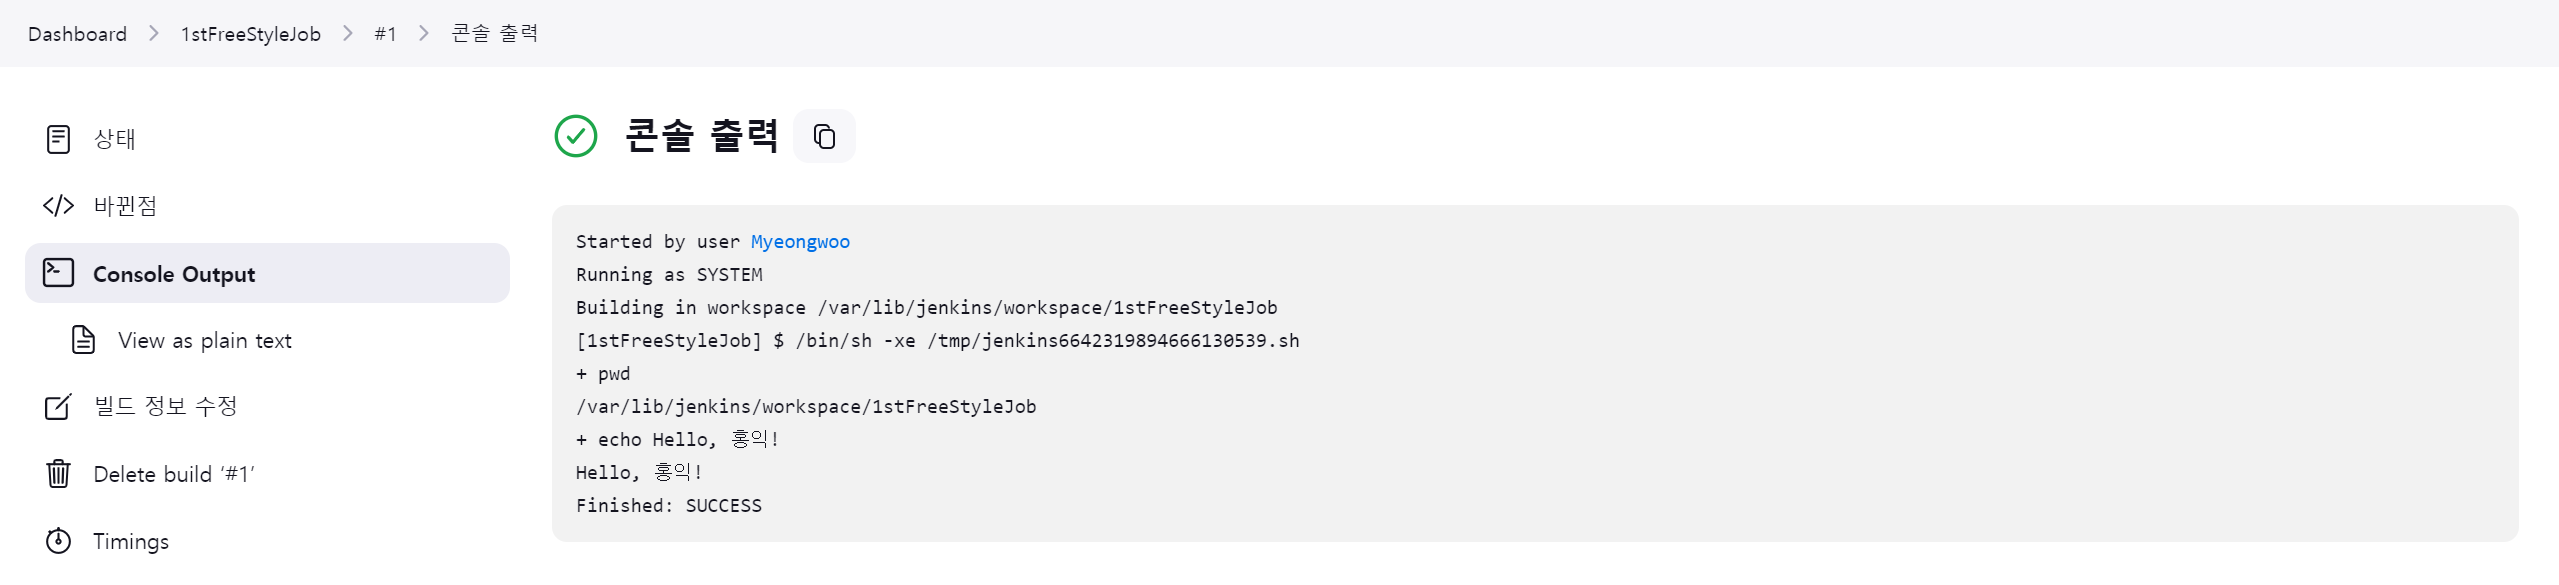 Dashboard > 1stFreeStyleJob > #1 > 콘솔 출력
상태
바뀐점
Console Output
View as plain text
빌드 정보 수정
Delete build ‘#1’
Timings
콘솔 출력
Started by user Myeongwoo
Running as SYSTEM
Building in workspace /var/lib/jenkins/workspace/1stFreeStyleJob
[1stFreeStyleJob] $ /bin/sh -xe /tmp/jenkins6642319894666130539.sh
+ pwd
/var/lib/jenkins/workspace/1stFreeStyleJob
+ echo Hello, 홍익!
Hello, 홍익!
Finished: SUCCESS